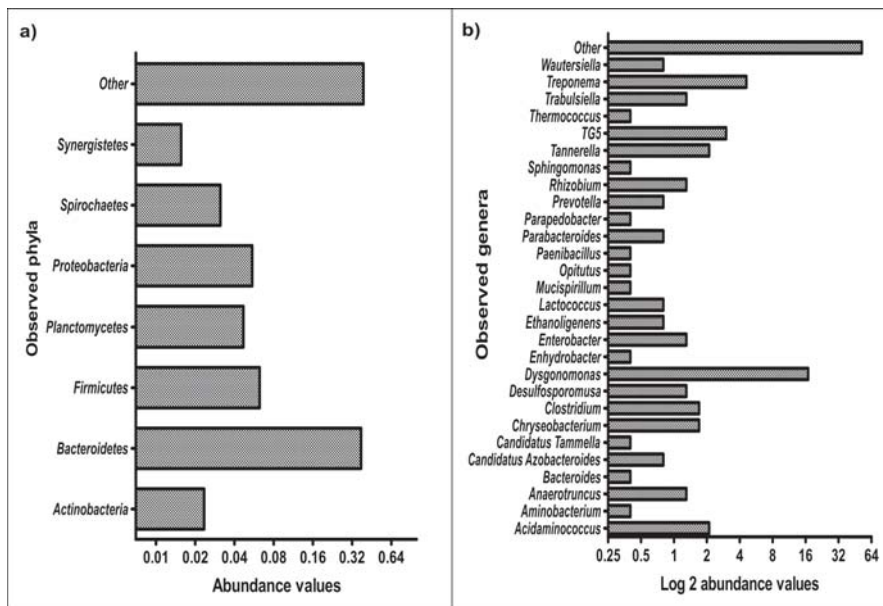 a)
Observed phyla
Other
Synergistetes
Spirochaetes
Proteobacteria
Planctomycetes
Firmicutes
Bacteroidetes
Actinobacteria
0.01 0.02 0.04 0.08 0.16 0.32 0.64
Abundance values
b)
Observed genera
Other
Wautersiella
Treponema
Trabulsiella
Thermococcus
TG5
Tannerella
Sphingomonas
Rhizobium
Prevotella
Parapedobacter
Parabacteroides
Paenibacillus
Opitutus
Mucispirillum
Lactococcus
Ethanoligenens
Enterobacter
Enhydrobacter
Dysgonomonas
Desulfosporomusa
Clostridium
Chryseobacterium
Candidatus Tammella
Candidatus Azobacteroides
Bacteroides
Anaerotruncus
Aminobacterium
Acidaminococcus
0.25 0.5 1 2 4 8 16 32 64
Log 2 abundance values